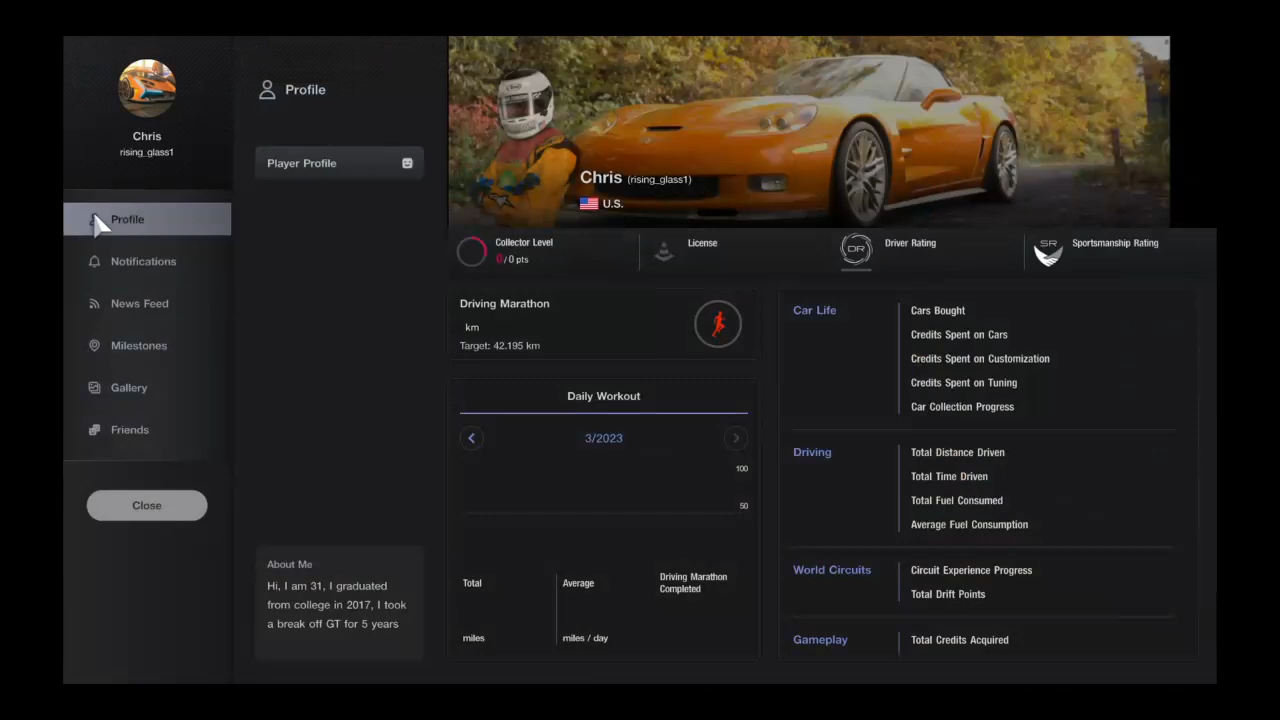 Chris
rising_glass1
Profile
Notifications
News Feed
Milestones
Gallery
Friends
Close
Profile
Player Profile
About Me
Hi, I am 31, I graduated
from college in 2017, I took
a break off GT for 5 years
Chris (rising_glass1)
U.S.
Collector Level
0 / 0 pts
License
DR
Driver Rating
SR
Sportsmanship Rating
Driving Marathon
km
Target: 42.195 km
Daily Workout
3/2023
100
50
Total
miles
Average
miles / day
Driving Marathon
Completed
Car Life
Cars Bought
Credits Spent on Cars
Credits Spent on Customization
Credits Spent on Tuning
Car Collection Progress
Driving
Total Distance Driven
Total Time Driven
Total Fuel Consumed
Average Fuel Consumption
World Circuits
Circuit Experience Progress
Total Drift Points
Gameplay
Total Credits Acquired